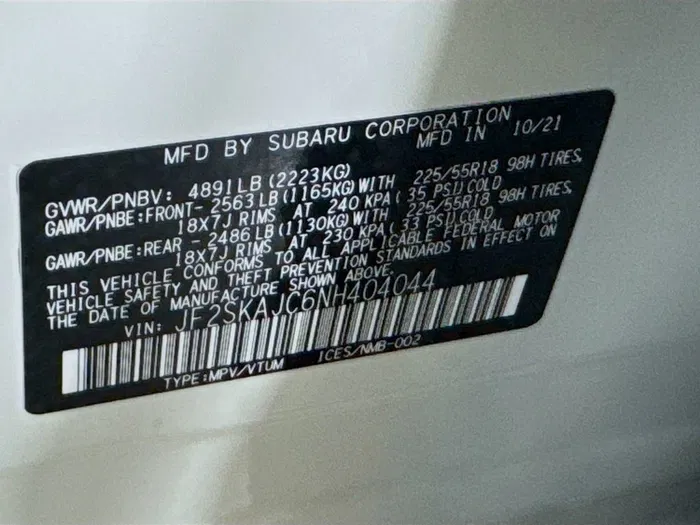 MFD BY SUBARU CORPORATION
MFD IN 10/21
GVWR/PNBV: 4891LB (2223KG)
GAWR/PNBE:FRONT- 2563LB (1165KG) WITH 225/55R18 98H TIRES,
18X7J RIMS AT 240 KPA ( 35 PSI) COLD
GAWR/PNBE:REAR - 2486LB (1130KG) WITH 225/55R18 98H TIRES,
18X7J RIMS AT 230 KPA ( 33 PSI) COLD
THIS VEHICLE CONFORMS TO ALL APPLICABLE FEDERAL MOTOR
VEHICLE SAFETY AND THEFT PREVENTION STANDARDS IN EFFECT ON
THE DATE OF MANUFACTURE SHOWN ABOVE.
VIN: JF2SKAJC6NH404044
TYPE:MPV/VTUM ICES/NMB-002